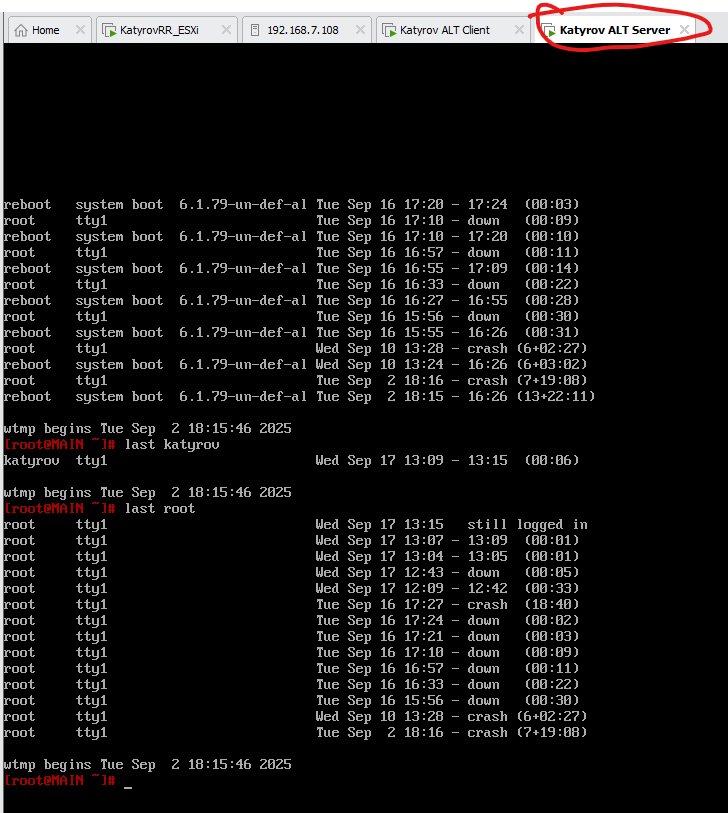 Home KatyrovRR_ESXi 192.168.7.108 Katyrov ALT Client Katyrov ALT Server
reboot   system boot  6.1.79-un-def-al Tue Sep 16 17:20 - 17:24  (00:03)
root     tty1                          Tue Sep 16 17:10 - down   (00:09)
reboot   system boot  6.1.79-un-def-al Tue Sep 16 17:10 - 17:20  (00:10)
root     tty1                          Tue Sep 16 16:57 - down   (00:11)
reboot   system boot  6.1.79-un-def-al Tue Sep 16 16:55 - 17:09  (00:14)
root     tty1                          Tue Sep 16 16:33 - down   (00:22)
reboot   system boot  6.1.79-un-def-al Tue Sep 16 16:27 - 16:55  (00:28)
root     tty1                          Tue Sep 16 15:56 - down   (00:30)
reboot   system boot  6.1.79-un-def-al Tue Sep 16 15:55 - 16:26  (00:31)
root     tty1                          Wed Sep 10 13:28 - crash (6+02:27)
reboot   system boot  6.1.79-un-def-al Wed Sep 10 13:24 - 16:26 (6+03:02)
root     tty1                          Tue Sep  2 18:16 - crash (7+19:08)
reboot   system boot  6.1.79-un-def-al Tue Sep  2 18:15 - 16:26 (13+22:11)
wtmp begins Tue Sep  2 18:15:46 2025
[root@MAIN ~]# last katyrov
katyrov  tty1                          Wed Sep 17 13:09 - 13:15  (00:06)
wtmp begins Tue Sep  2 18:15:46 2025
[root@MAIN ~]# last root
root     tty1                          Wed Sep 17 13:15   still logged in
root     tty1                          Wed Sep 17 13:07 - 13:09  (00:01)
root     tty1                          Wed Sep 17 13:04 - 13:05  (00:01)
root     tty1                          Wed Sep 17 12:43 - down   (00:05)
root     tty1                          Wed Sep 17 12:09 - 12:42  (00:33)
root     tty1                          Tue Sep 16 17:27 - crash  (18:40)
root     tty1                          Tue Sep 16 17:24 - down   (00:02)
root     tty1                          Tue Sep 16 17:21 - down   (00:03)
root     tty1                          Tue Sep 16 17:10 - down   (00:09)
root     tty1                          Tue Sep 16 16:57 - down   (00:11)
root     tty1                          Tue Sep 16 16:33 - down   (00:22)
root     tty1                          Tue Sep 16 15:56 - down   (00:30)
root     tty1                          Wed Sep 10 13:28 - crash (6+02:27)
root     tty1                          Tue Sep  2 18:16 - crash (7+19:08)
wtmp begins Tue Sep  2 18:15:46 2025
[root@MAIN ~]# _